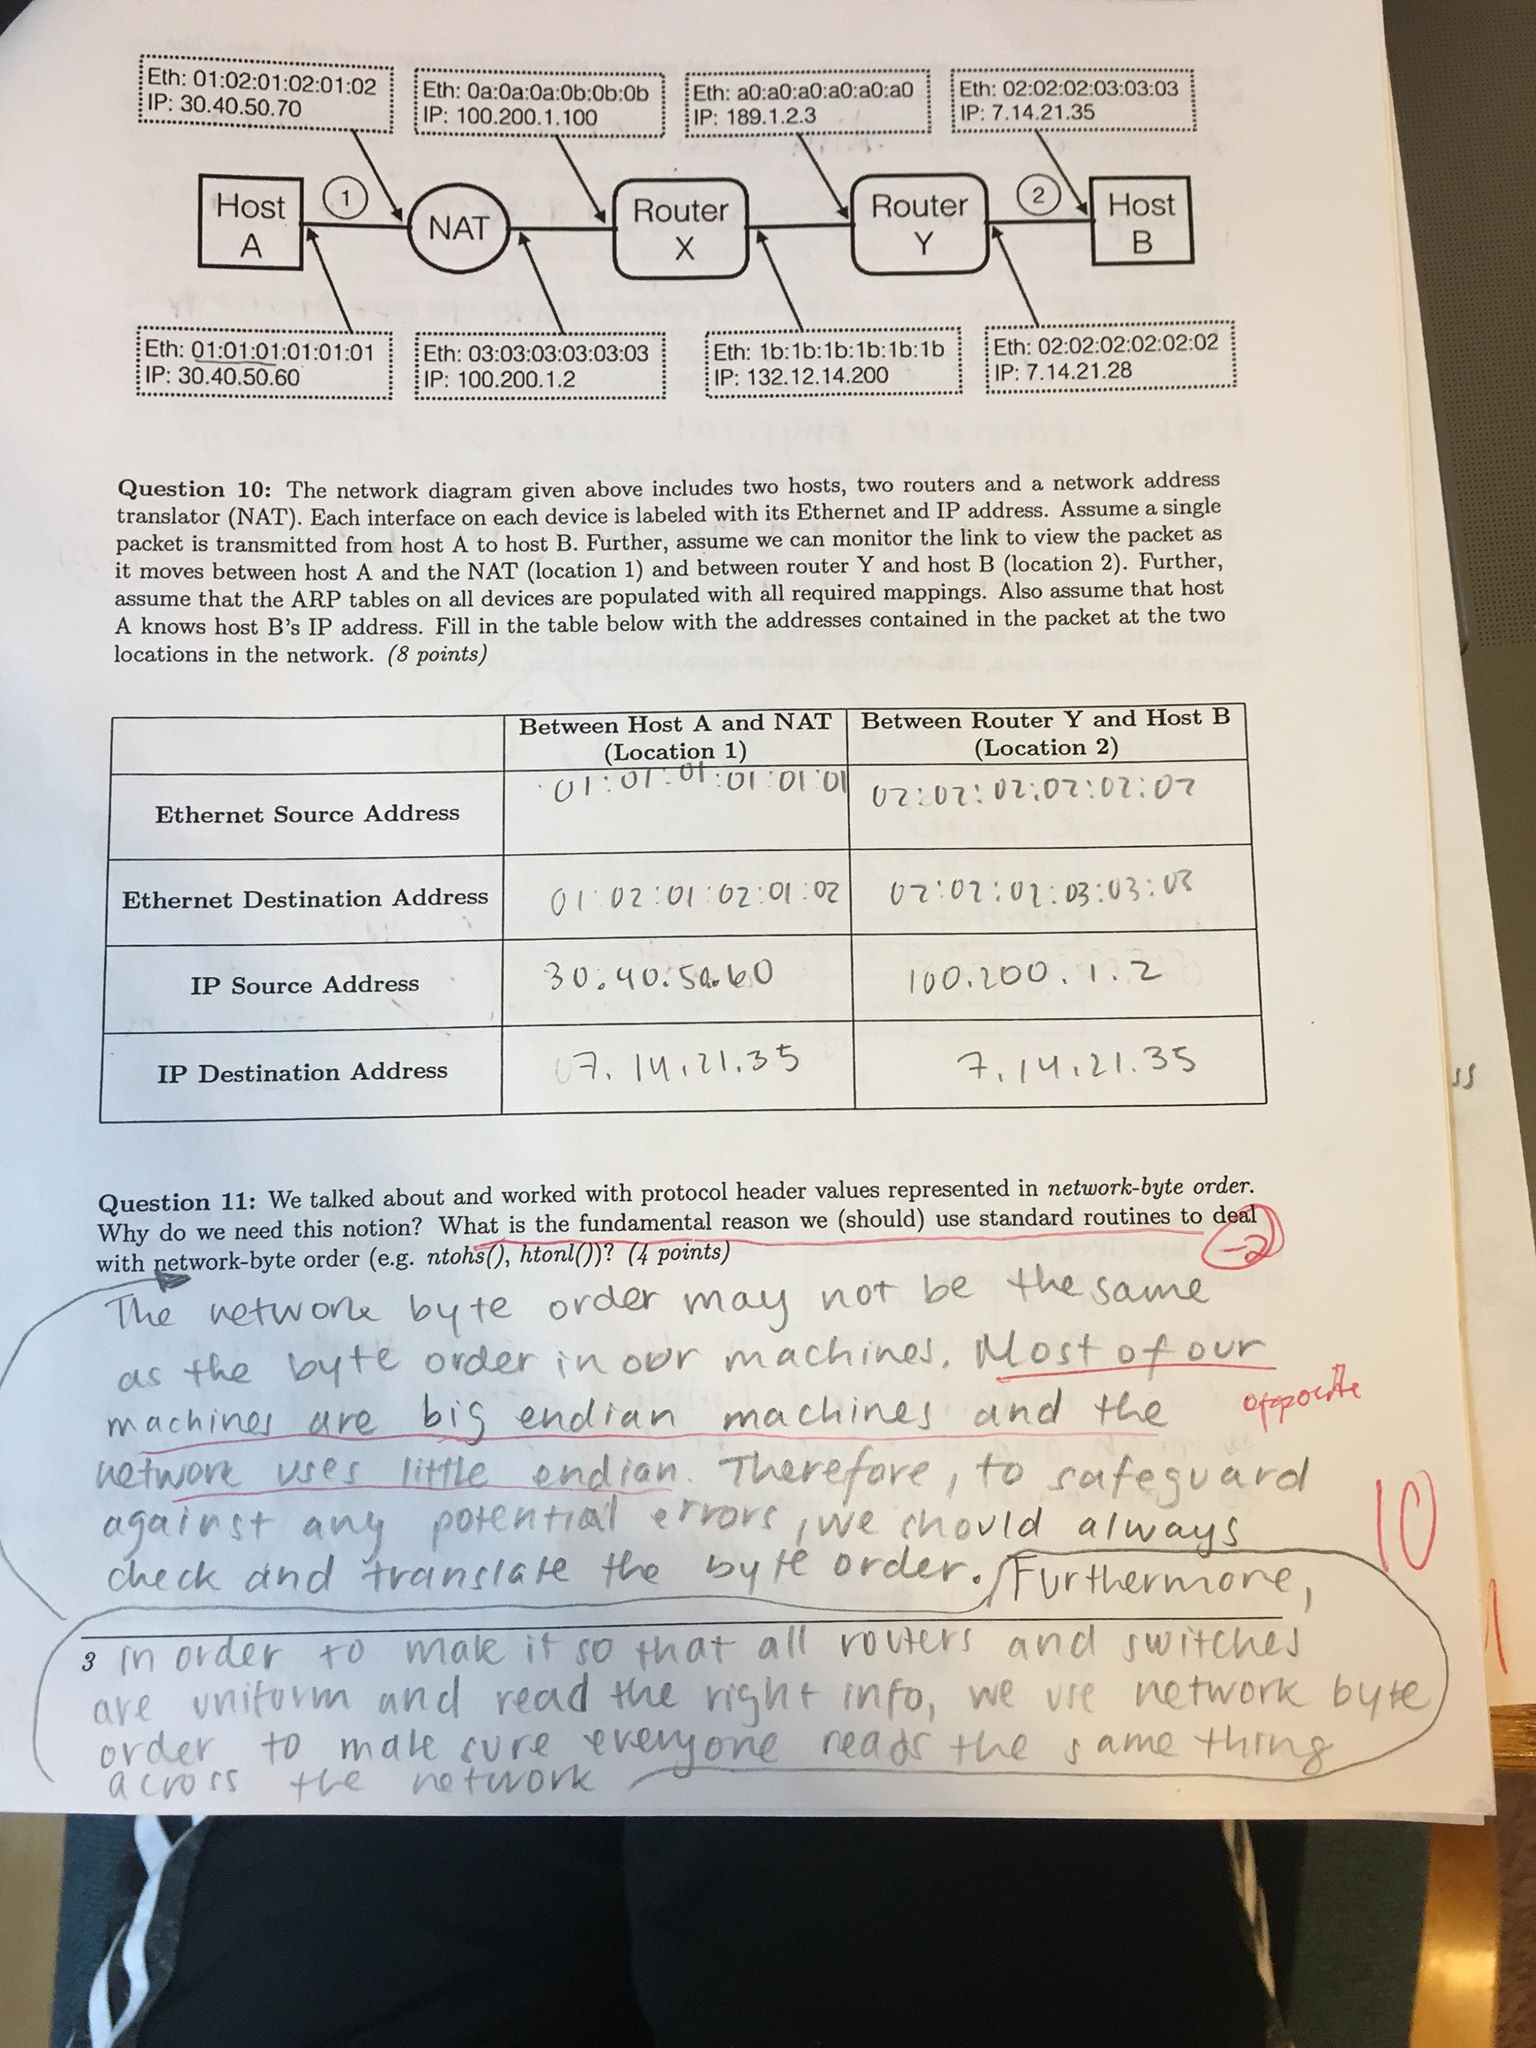 Eth: 01:02:01:02:01:02
IP: 30.40.50.70
Eth: 0a:0a:0a:0b:0b:0b
IP: 100.200.1.100
Eth: a0:a0:a0:a0:a0:a0
IP: 189.1.2.3
Eth: 02:02:02:03:03:03
IP: 7.14.21.35
Host A
1
NAT
Router X
Router Y
2
Host B
Eth: 01:01:01:01:01:01
IP: 30.40.50.60
Eth: 03:03:03:03:03:03
IP: 100.200.1.2
Eth: 1b:1b:1b:1b:1b:1b
IP: 132.12.14.200
Eth: 02:02:02:02:02:02
IP: 7.14.21.28
Question 10: The network diagram given above includes two hosts, two routers and a network address
translator (NAT). Each interface on each device is labeled with its Ethernet and IP address. Assume a single
packet is transmitted from host A to host B. Further, assume we can monitor the link to view the packet as
it moves between host A and the NAT (location 1) and between router Y and host B (location 2). Further,
assume that the ARP tables on all devices are populated with all required mappings. Also assume that host
A knows host B's IP address. Fill in the table below with the addresses contained in the packet at the two
locations in the network. (8 points)
Between Host A and NAT
(Location 1)
Between Router Y and Host B
(Location 2)
Ethernet Source Address
01:01:01:01:01:01
02:02:02:02:02:02
Ethernet Destination Address
01:02:01:02:01:02
02:02:02:03:03:03
IP Source Address
30.40.50.60
100.200.1.2
IP Destination Address
7.14.21.35
7.14.21.35
Question 11: We talked about and worked with protocol header values represented in network-byte order.
Why do we need this notion? What is the fundamental reason we (should) use standard routines to deal
with network-byte order (e.g. ntohs(), htonl())? (4 points)
-2
The network byte order may not be the same
as the byte order in our machines. Most of our
machines are big endian machines and the
opposite
network uses little endian. Therefore, to safeguard
against any potential errors, we should always
10
check and translate the byte order. Furthermore,
3
in order to make it so that all routers and switches
are uniform and read the right info, we use network byte
order to make sure everyone reads the same thing
across the network